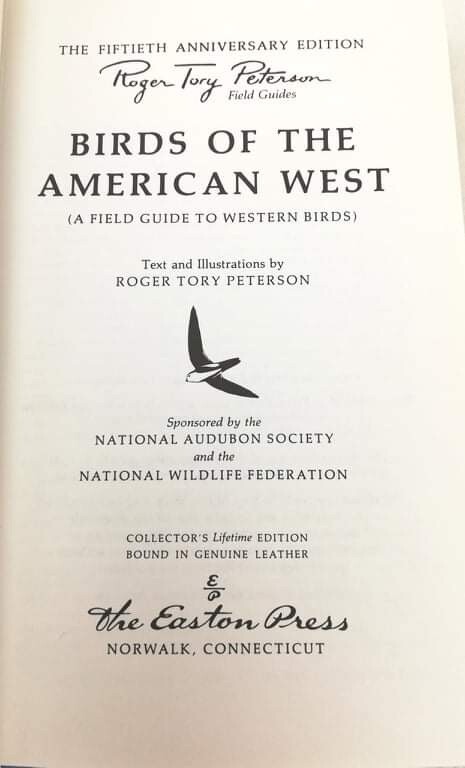 THE FIFTIETH ANNIVERSARY EDITION
Roger Tory Peterson
Field Guides
BIRDS OF THE
AMERICAN WEST
(A FIELD GUIDE TO WESTERN BIRDS)
Text and Illustrations by
ROGER TORY PETERSON
Sponsored by the
NATIONAL AUDUBON SOCIETY
and the
NATIONAL WILDLIFE FEDERATION
COLLECTOR'S Lifetime EDITION
BOUND IN GENUINE LEATHER
E
P
The Easton Press
NORWALK, CONNECTICUT